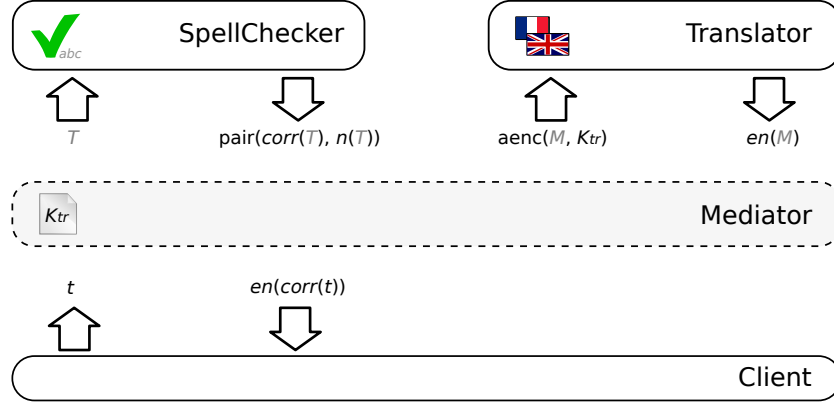 SpellChecker
abc
Translator
T
pair(corr(T), n(T))
aenc(M, Ktr)
en(M)
Ktr
Mediator
t
en(corr(t))
Client